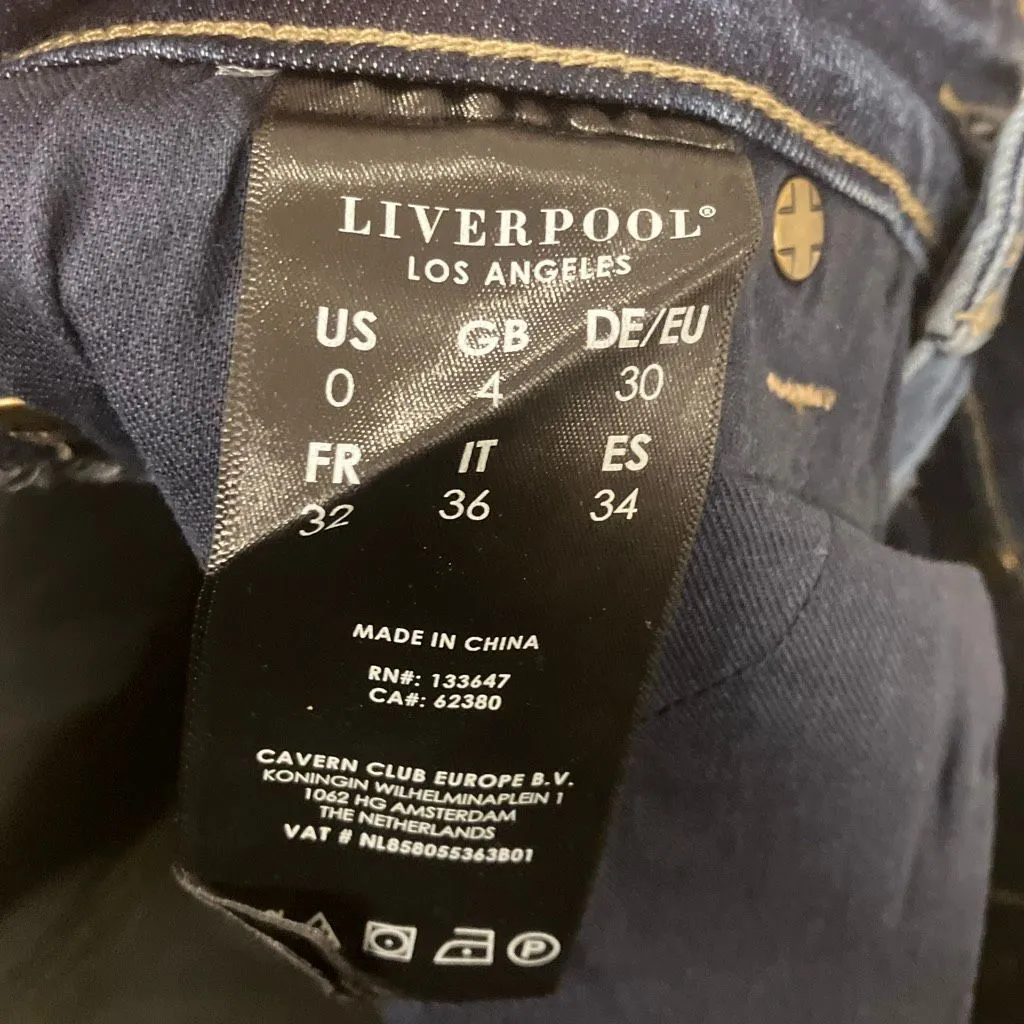 LIVERPOOL®
LOS ANGELES
US GB DE/EU
0 4 30
FR IT ES
32 36 34
MADE IN CHINA
RN#: 133647
CA#: 62380
CAVERN CLUB EUROPE B.V.
KONINGIN WILHELMINAPLEIN 1
1062 HG AMSTERDAM
THE NETHERLANDS
VAT # NL858055363B01
P